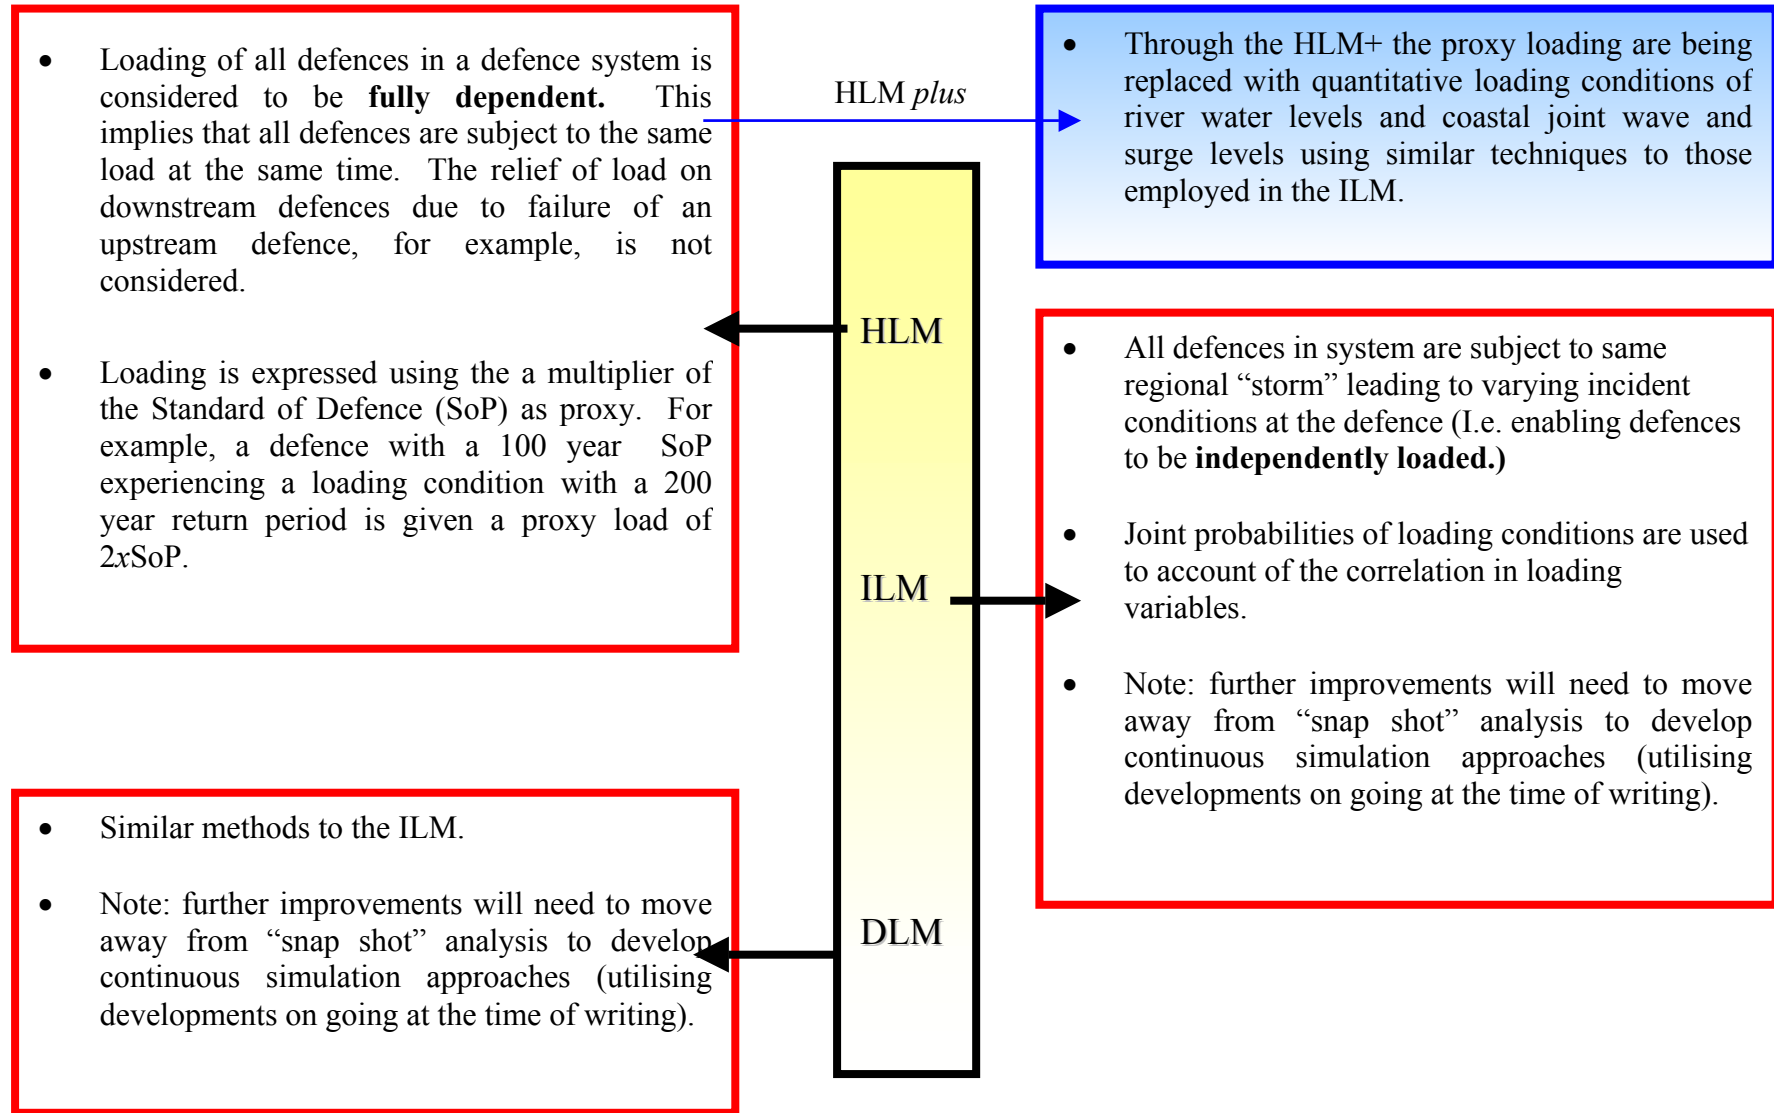 • Loading of all defences in a defence system is
considered to be fully dependent. This
implies that all defences are subject to the same
load at the same time. The relief of load on
downstream defences due to failure of an
upstream defence, for example, is not
considered.
• Loading is expressed using the a multiplier of
the Standard of Defence (SoP) as proxy. For
example, a defence with a 100 year SoP
experiencing a loading condition with a 200
year return period is given a proxy load of
2xSoP.
HLM plus
• Through the HLM+ the proxy loading are being
replaced with quantitative loading conditions of
river water levels and coastal joint wave and
surge levels using similar techniques to those
employed in the ILM.
HLM
ILM
DLM
• All defences in system are subject to same
regional “storm” leading to varying incident
conditions at the defence (I.e. enabling defences
to be independently loaded.)
• Joint probabilities of loading conditions are used
to account of the correlation in loading
variables.
• Note: further improvements will need to move
away from “snap shot” analysis to develop
continuous simulation approaches (utilising
developments on going at the time of writing).
• Similar methods to the ILM.
• Note: further improvements will need to move
away from “snap shot” analysis to develop
continuous simulation approaches (utilising
developments on going at the time of writing).